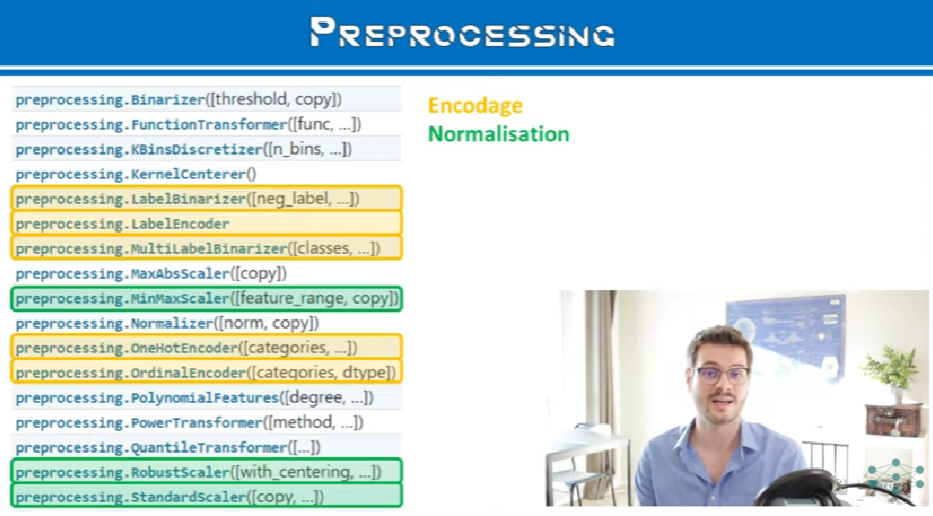 PREPROCESSING
preprocessing.Binarizer([threshold, copy])
preprocessing.FunctionTransformer([func, ...])
preprocessing.KBinsDiscretizer([n_bins, ...])
preprocessing.KernelCenterer()
preprocessing.LabelBinarizer([neg_label, ...])
preprocessing.LabelEncoder
preprocessing.MultiLabelBinarizer([classes, ...])
preprocessing.MaxAbsScaler([copy])
preprocessing.MinMaxScaler([feature_range, copy])
preprocessing.Normalizer([norm, copy])
preprocessing.OneHotEncoder([categories, ...])
preprocessing.OrdinalEncoder([categories, dtype])
preprocessing.PolynomialFeatures([degree, ...])
preprocessing.PowerTransformer([method, ...])
preprocessing.QuantileTransformer([...])
preprocessing.RobustScaler([with_centering, ...])
preprocessing.StandardScaler([copy, ...])
Encodage
Normalisation